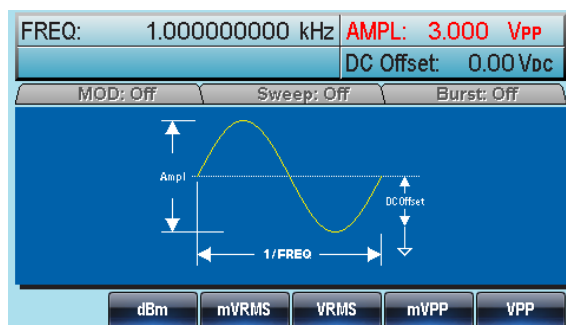 FREQ: 1.000000000 kHz AMPL: 3.000 VPP
DC Offset: 0.00 VDC
MOD: Off Sweep: Off Burst: Off
Ampl
DC Offset
1/FREQ
dBm mVRMS VRMS mVPP VPP